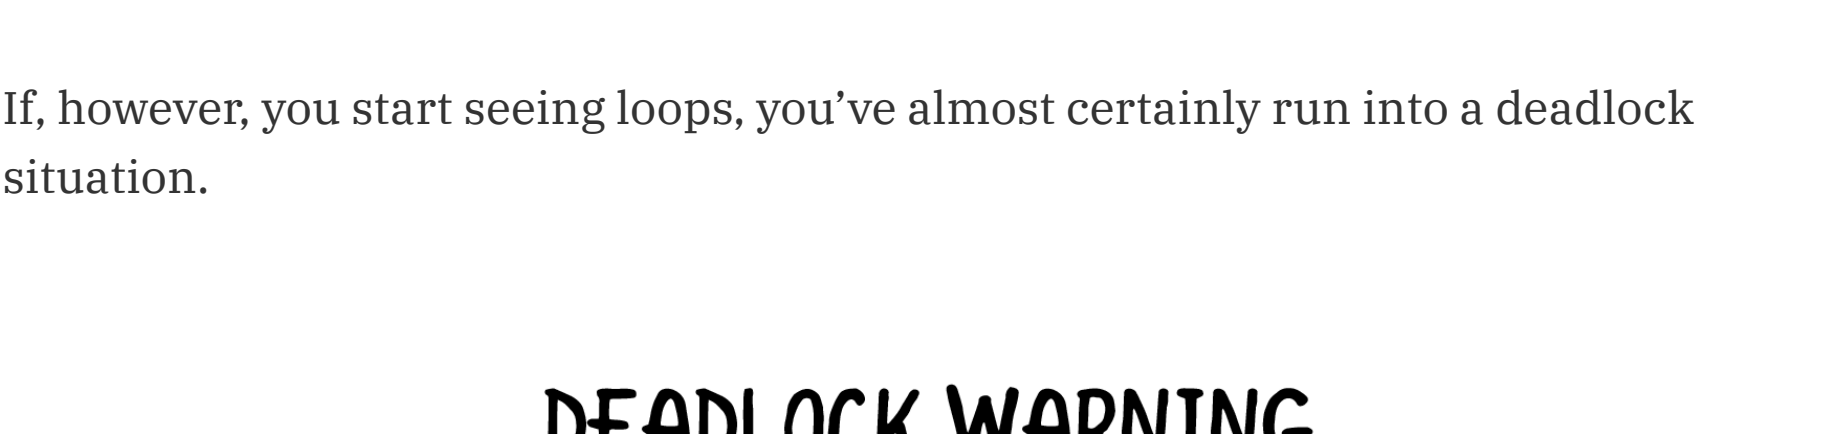 If, however, you start seeing loops, you’ve almost certainly run into a deadlock
situation.
DEADLOCK WARNING